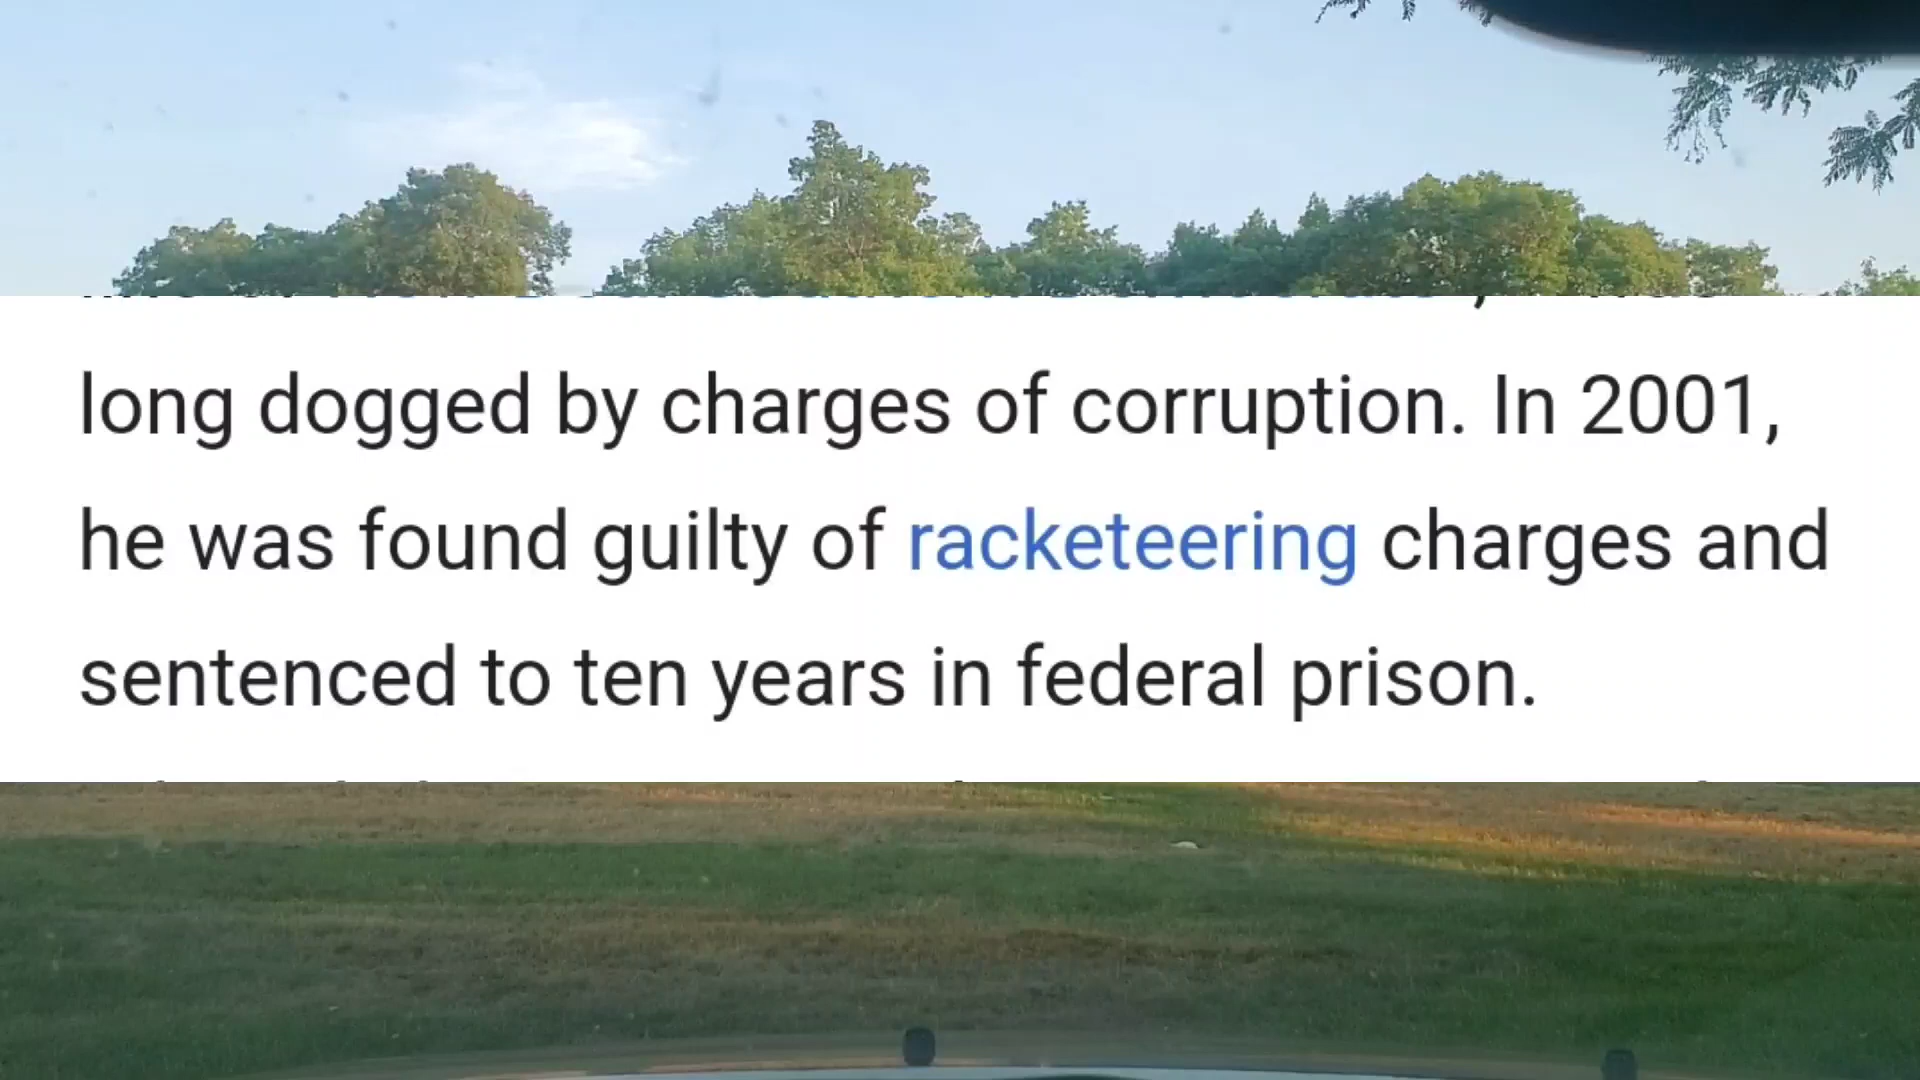 long dogged by charges of corruption. In 2001,
he was found guilty of racketeering charges and
sentenced to ten years in federal prison.